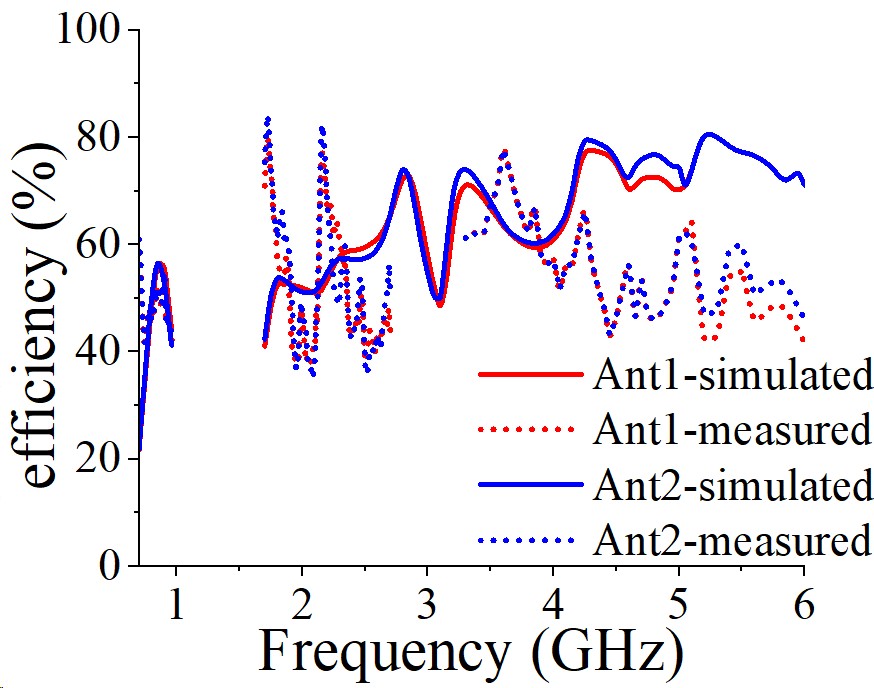 100
80
60
40
20
0
efficiency (%)
1 2 3 4 5 6
Frequency (GHz)
Ant1-simulated
Ant1-measured
Ant2-simulated
Ant2-measured